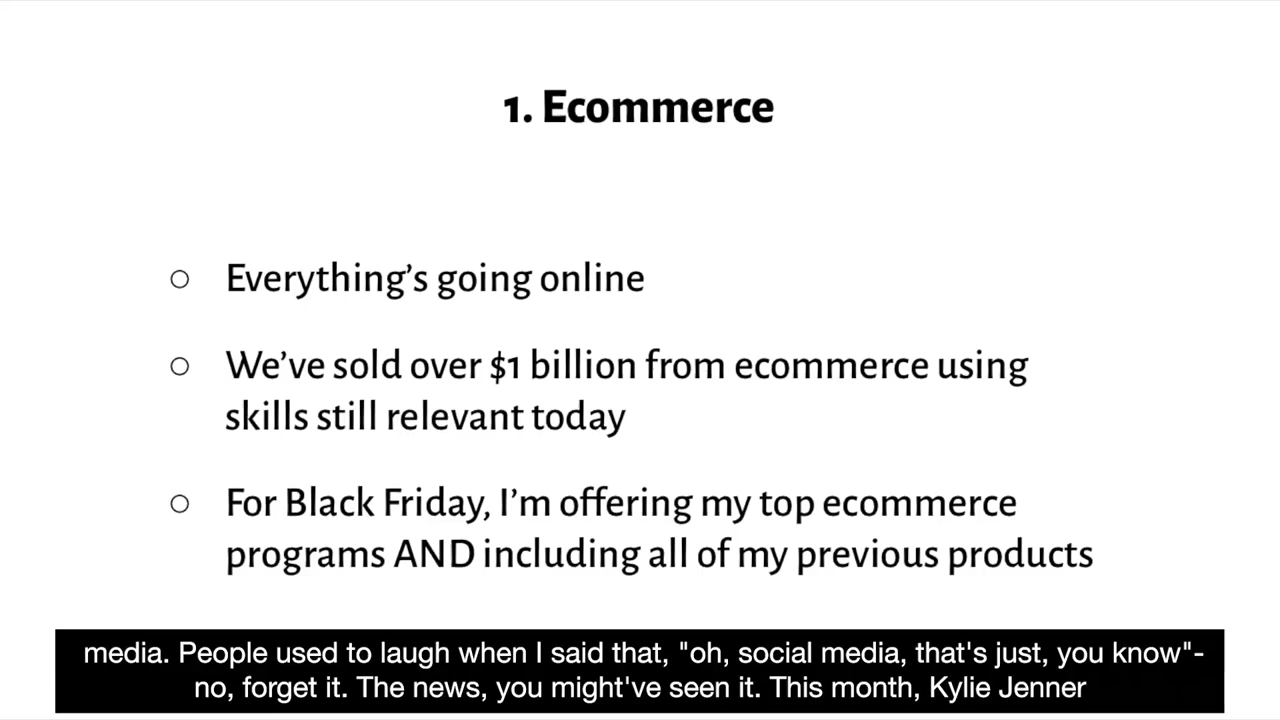 1. Ecommerce
○ Everything's going online
○ We've sold over $1 billion from ecommerce using
skills still relevant today
○ For Black Friday, I'm offering my top ecommerce
programs AND including all of my previous products
media. People used to laugh when I said that, "oh, social media, that's just, you know"-
no, forget it. The news, you might've seen it. This month, Kylie Jenner